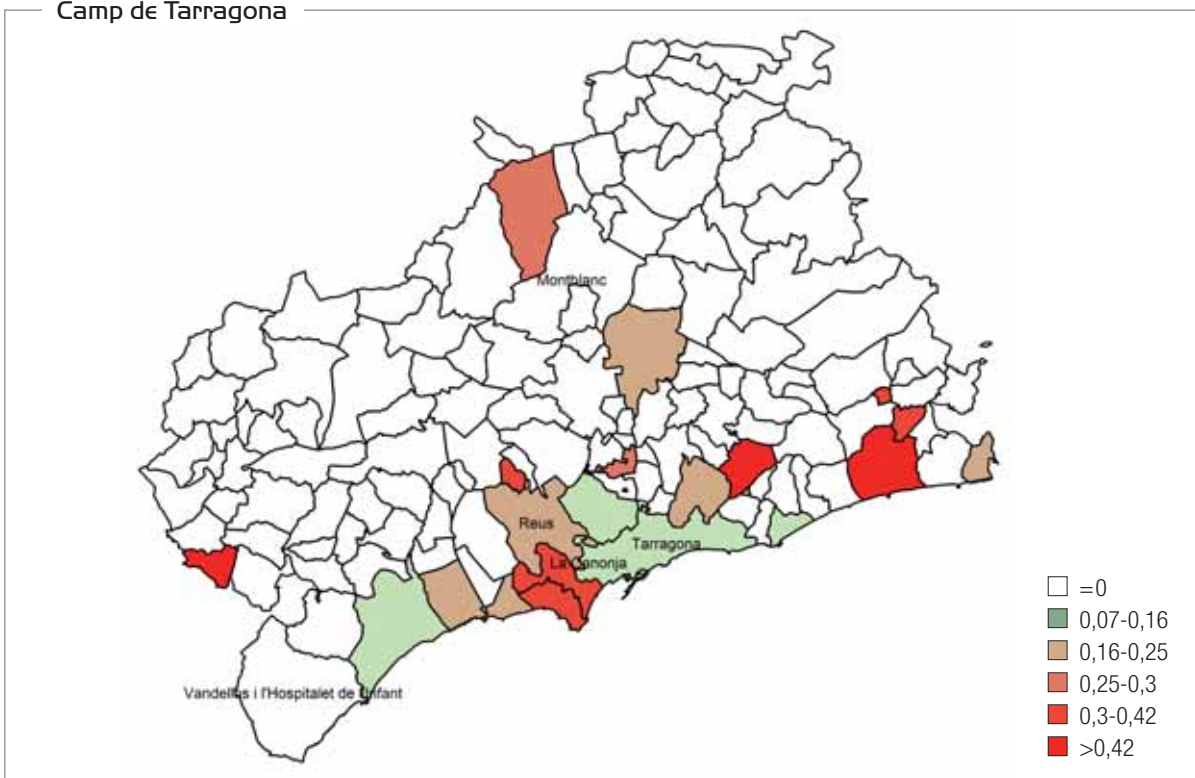 Camp de Tarragona
Montblanc
Reus
Tarragona
La Canonja
Vandellòs i l'Hospitalet de l'Infant
=0
0,07-0,16
0,16-0,25
0,25-0,3
0,3-0,42
>0,42